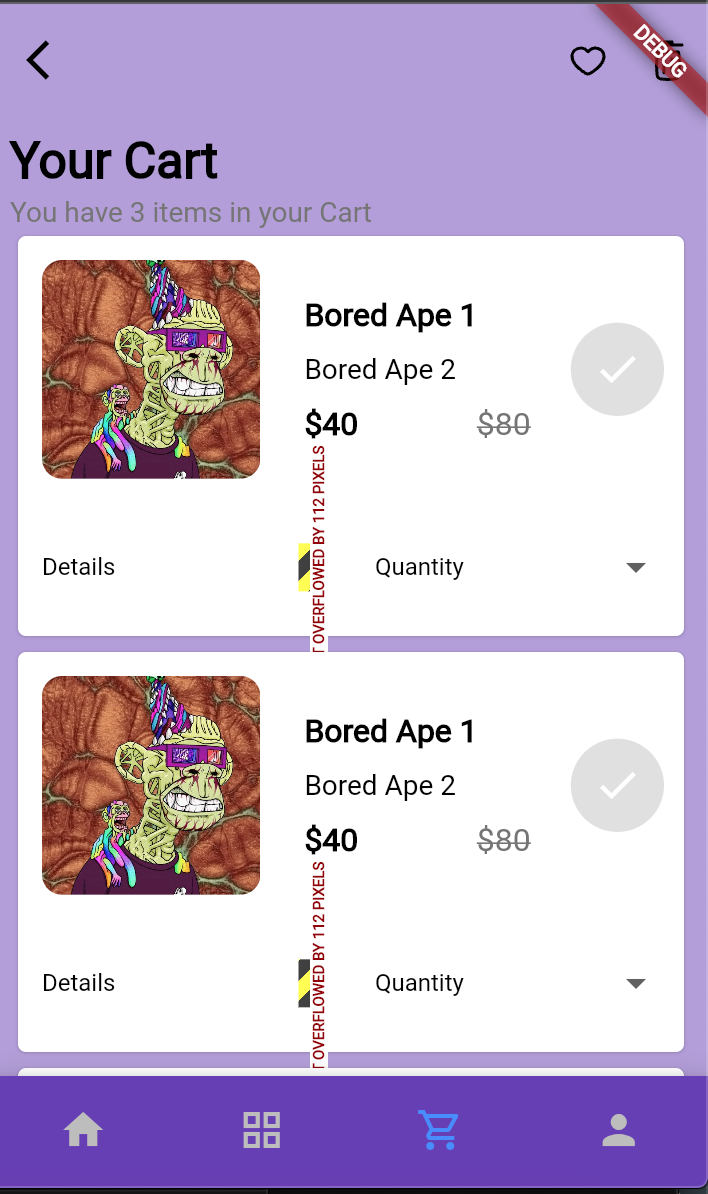 DEBUG
Your Cart
You have 3 items in your Cart
Bored Ape 1
Bored Ape 2
$40 $80
OVERFLOWED BY 112 PIXELS
Details Quantity
Bored Ape 1
Bored Ape 2
$40 $80
OVERFLOWED BY 112 PIXELS
Details Quantity